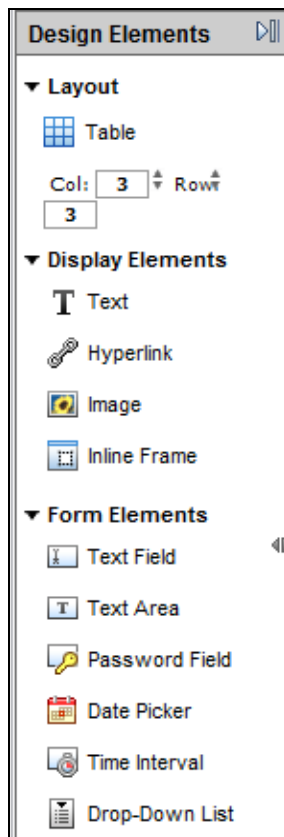 Design Elements
Layout
Table
Col: 3 Row
3
Display Elements
T Text
Hyperlink
Image
Inline Frame
Form Elements
Text Field
T Text Area
Password Field
Date Picker
Time Interval
Drop-Down List